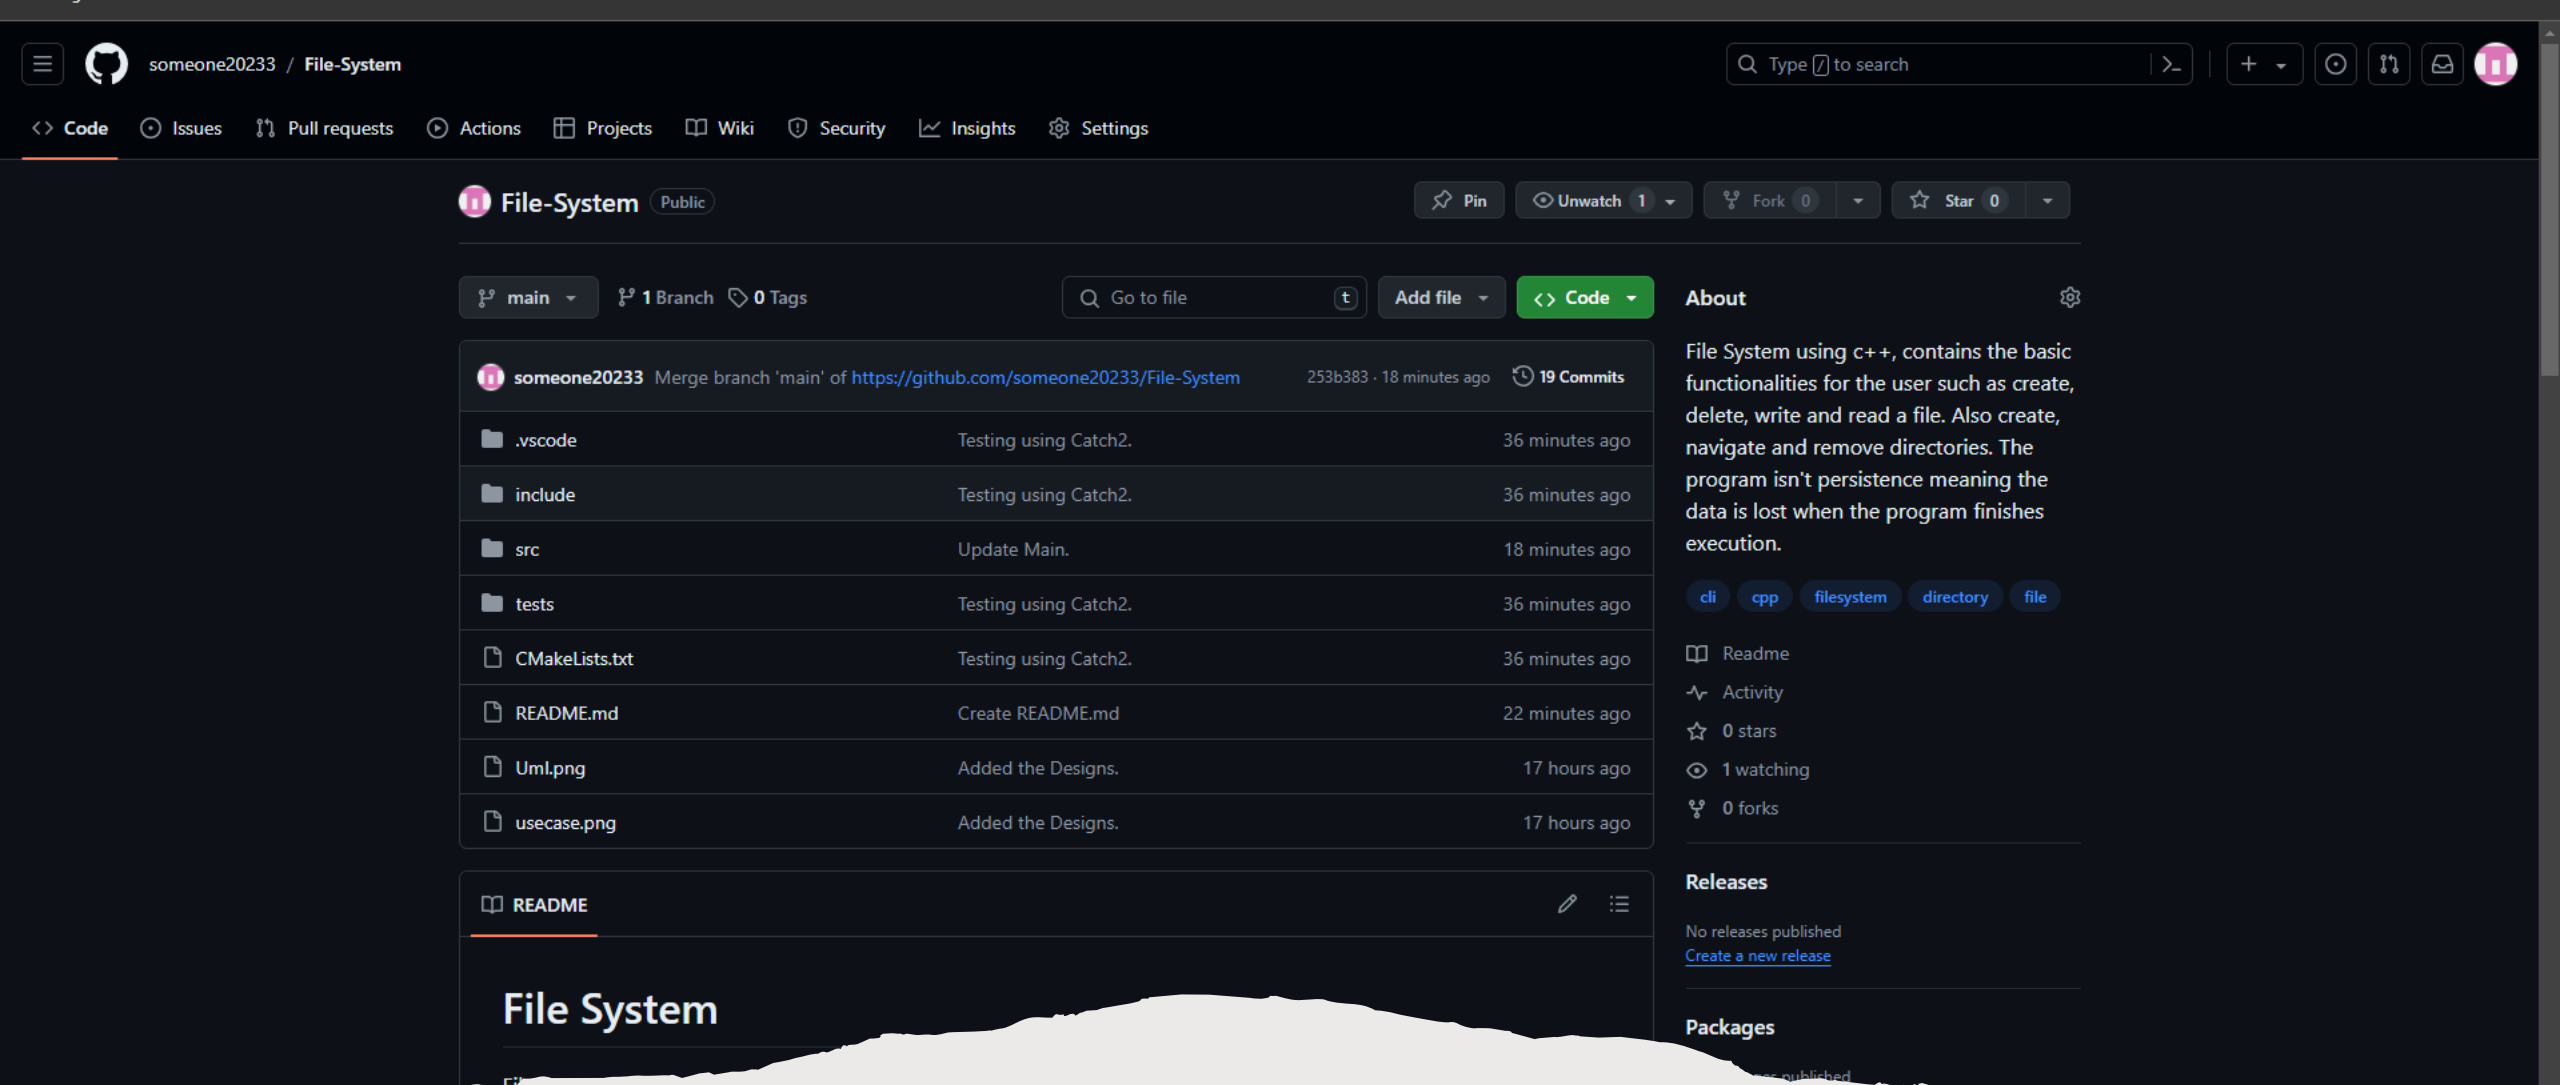 someone20233 / File-System
Type / to search
Code Issues Pull requests Actions Projects Wiki Security Insights Settings
File-System Public
Pin Unwatch 1 Fork 0 Star 0
main 1 Branch 0 Tags Go to file t Add file Code
someone20233 Merge branch 'main' of https://github.com/someone20233/File-System 253b383 · 18 minutes ago 19 Commits
.vscode Testing using Catch2. 36 minutes ago
include Testing using Catch2. 36 minutes ago
src Update Main. 18 minutes ago
tests Testing using Catch2. 36 minutes ago
CMakeLists.txt Testing using Catch2. 36 minutes ago
README.md Create README.md 22 minutes ago
Uml.png Added the Designs. 17 hours ago
usecase.png Added the Designs. 17 hours ago
README
File System
About
File System using c++, contains the basic
functionalities for the user such as create,
delete, write and read a file. Also create,
navigate and remove directories. The
program isn't persistence meaning the
data is lost when the program finishes
execution.
cli cpp filesystem directory file
Readme
Activity
0 stars
1 watching
0 forks
Releases
No releases published
Create a new release
Packages
published